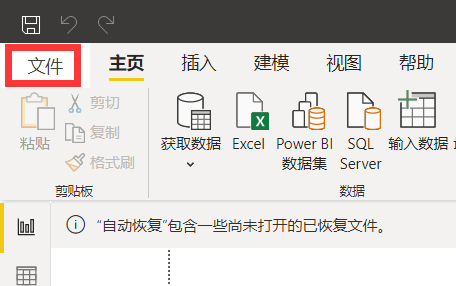 文件 主页 插入 建模 视图 帮助
粘贴
剪切
复制
格式刷
剪贴板
获取数据
Excel
Power BI
数据集
SQL
Server
输入数据
数据
“自动恢复”包含一些尚未打开的已恢复文件。